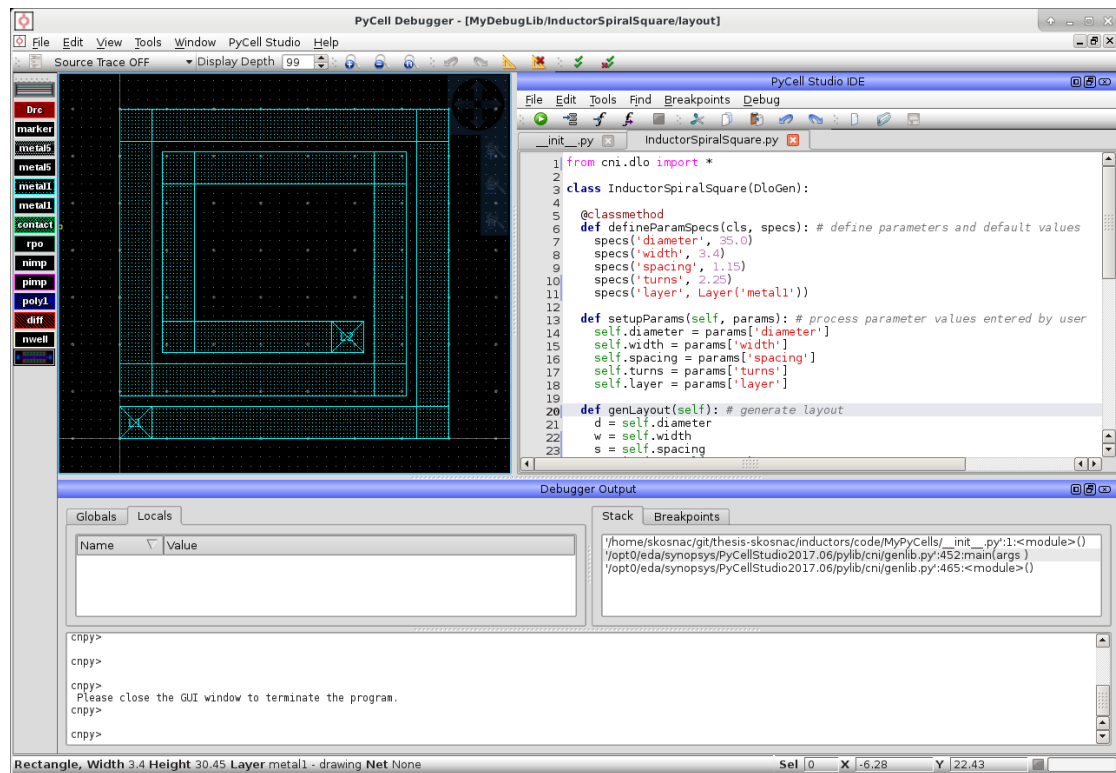 PyCell Debugger - [MyDebugLib/InductorSpiralSquare/layout]
File Edit View Tools Window PyCell Studio Help
Source Trace OFF Display Depth 99
Drc
marker
metal5
metal5
metal1
metal1
contact
rpo
nimp
pimp
poly1
diff
nwell
L2
L1
PyCell Studio IDE
File Edit Tools Find Breakpoints Debug
__init__.py InductorSpiralSquare.py
1 from cni.dlo import *
2
3 class InductorSpiralSquare(DloGen):
4
5 @classmethod
6 def defineParamSpecs(cls, specs): # define parameters and default values
7 specs('diameter', 35.0)
8 specs('width', 3.4)
9 specs('spacing', 1.15)
10 specs('turns', 2.25)
11 specs('layer', Layer('metal1'))
12
13 def setupParams(self, params): # process parameter values entered by user
14 self.diameter = params['diameter']
15 self.width = params['width']
16 self.spacing = params['spacing']
17 self.turns = params['turns']
18 self.layer = params['layer']
19
20 def genLayout(self): # generate layout
21 d = self.diameter
22 w = self.width
23 s = self.spacing
Debugger Output
Globals Locals
Name Value
Stack Breakpoints
'/home/skosnac/git/thesis-skosnac/inductors/code/MyPyCells/__init__.py':1:<module>()
'/opt0/eda/synopsys/PyCellStudio2017.06/pylib/cni/genlib.py':452:main(args )
'/opt0/eda/synopsys/PyCellStudio2017.06/pylib/cni/genlib.py':465:<module>()
cnpy>
cnpy>
cnpy>
Please close the GUI window to terminate the program.
cnpy>
cnpy>
Rectangle, Width 3.4 Height 30.45 Layer metal1 - drawing Net None Sel 0 X -6.28 Y 22.43